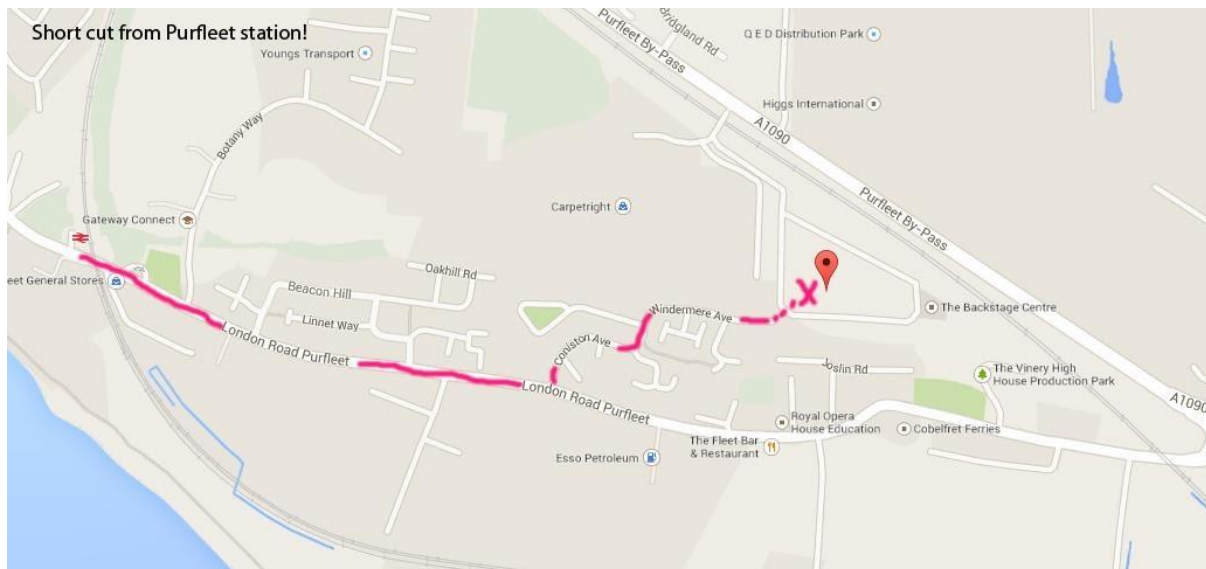 Short cut from Purfleet station!
Bridgland Rd
Purfleet By-Pass
Q E D Distribution Park
Youngs Transport
Higgs International
A1090
Botany Way
Purfleet By-Pass
Carpetright
Gateway Connect
Oakhill Rd
eet General Stores
Beacon Hill
Windermere Ave
The Backstage Centre
Linnet Way
London Road Purfleet
Coniston Ave
Joslin Rd
The Vinery High
House Production Park
London Road Purfleet
A1090
Royal Opera
House Education
Cobelfret Ferries
The Fleet Bar
& Restaurant
Esso Petroleum